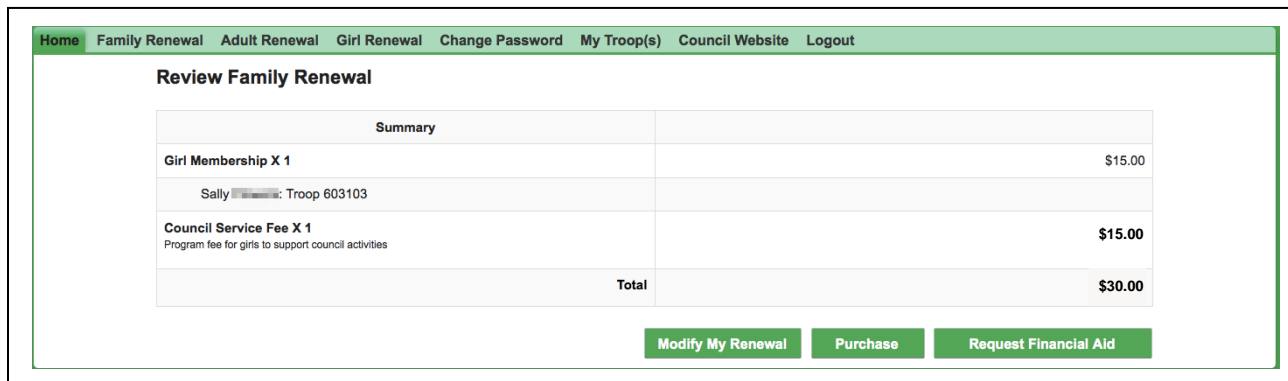 Home Family Renewal Adult Renewal Girl Renewal Change Password My Troop(s) Council Website Logout
Review Family Renewal
Summary
Girl Membership X 1 $15.00
Sally : Troop 603103
Council Service Fee X 1 $15.00
Program fee for girls to support council activities
Total $30.00
Modify My Renewal Purchase Request Financial Aid